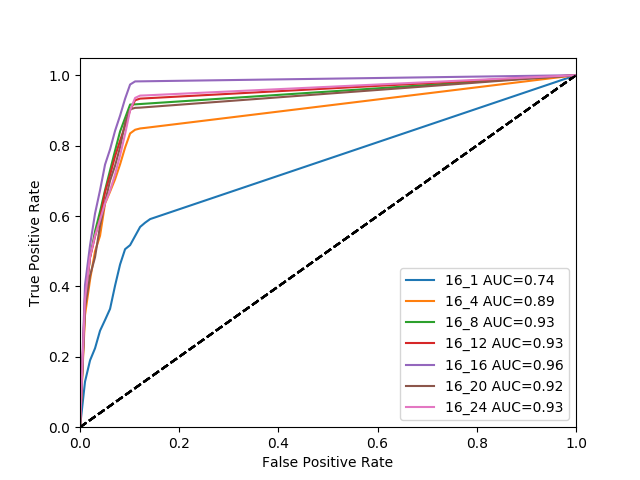 1.0
0.8
0.6
0.4
0.2
0.0
True Positive Rate
16_1 AUC=0.74
16_4 AUC=0.89
16_8 AUC=0.93
16_12 AUC=0.93
16_16 AUC=0.96
16_20 AUC=0.92
16_24 AUC=0.93
0.0 0.2 0.4 0.6 0.8 1.0
False Positive Rate